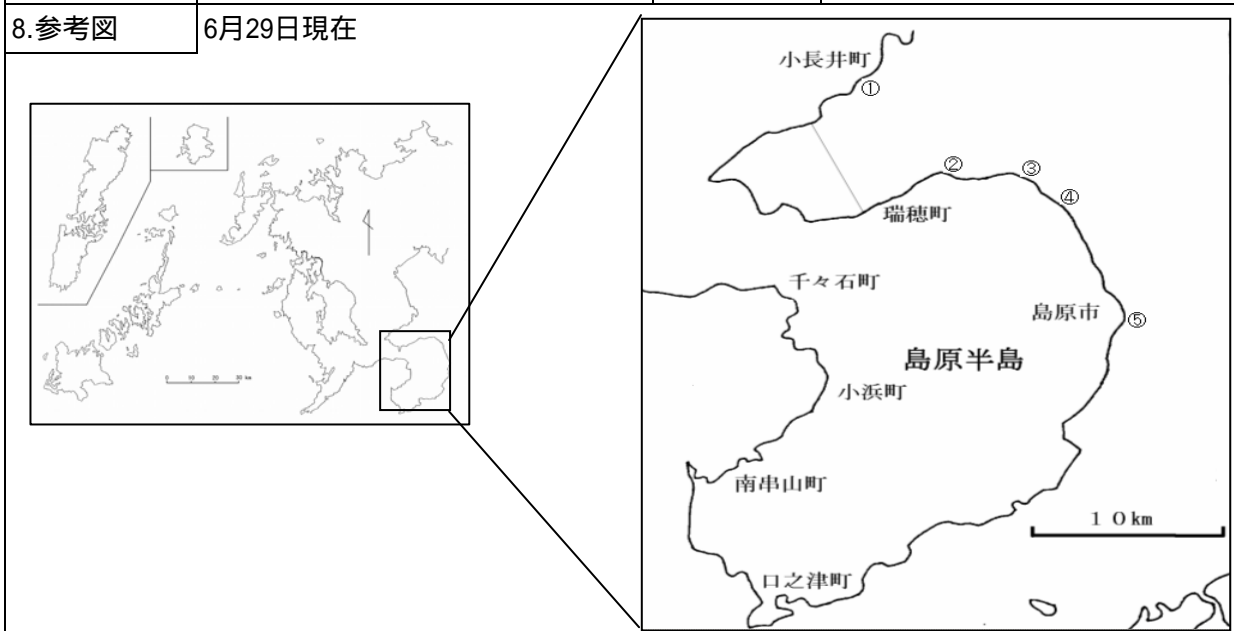 8.参考図
6月29日現在
小長井町
①
②
③
④
瑞穂町
千々石町
島原市
⑤
島原半島
小浜町
南串山町
10km
口之津町